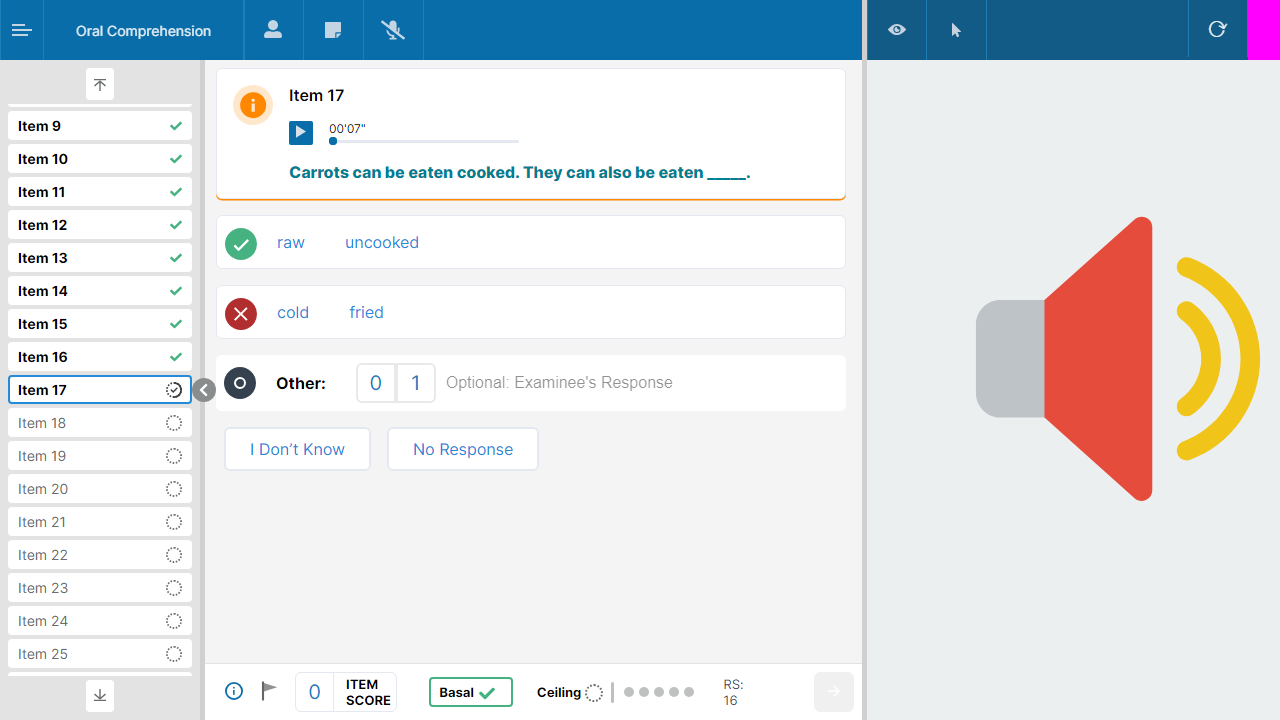 Oral Comprehension
Item 9
Item 10
Item 11
Item 12
Item 13
Item 14
Item 15
Item 16
Item 17
Item 18
Item 19
Item 20
Item 21
Item 22
Item 23
Item 24
Item 25
Item 17
00'07"
Carrots can be eaten cooked. They can also be eaten _____.
raw uncooked
cold fried
Other: 0 1 Optional: Examinee's Response
I Don’t Know No Response
0 ITEM SCORE
Basal
Ceiling
RS:
16